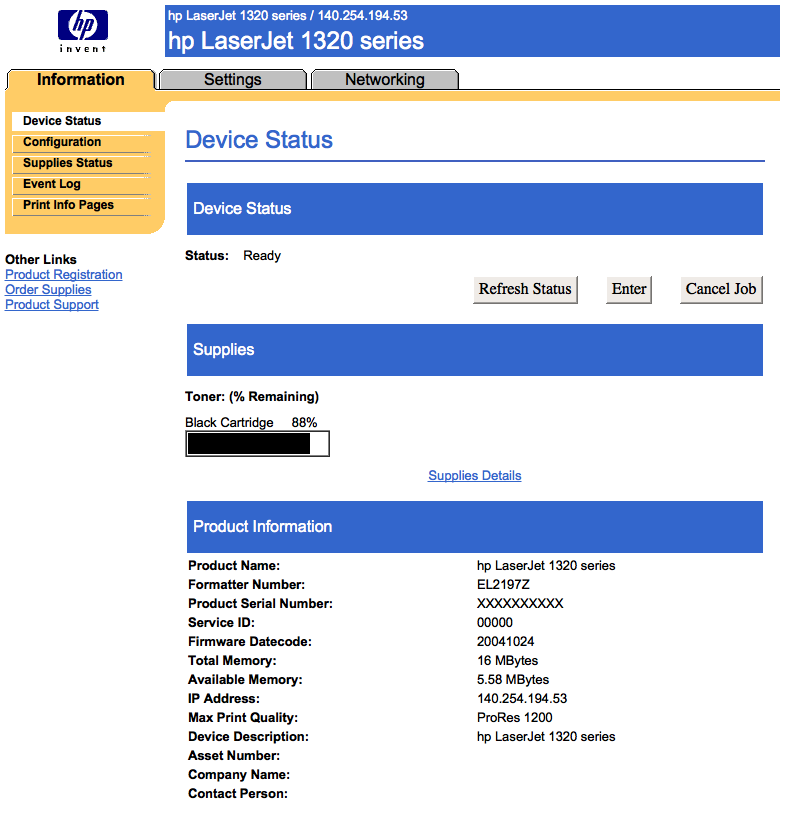 hp
invent
hp LaserJet 1320 series / 140.254.194.53
hp LaserJet 1320 series
Information
Settings
Networking
Device Status
Configuration
Supplies Status
Event Log
Print Info Pages
Other Links
Product Registration
Order Supplies
Product Support
Device Status
Device Status
Status: Ready
Refresh Status Enter Cancel Job
Supplies
Toner: (% Remaining)
Black Cartridge 88%
Supplies Details
Product Information
Product Name: hp LaserJet 1320 series
Formatter Number: EL2197Z
Product Serial Number: XXXXXXXXXX
Service ID: 00000
Firmware Datecode: 20041024
Total Memory: 16 MBytes
Available Memory: 5.58 MBytes
IP Address: 140.254.194.53
Max Print Quality: ProRes 1200
Device Description: hp LaserJet 1320 series
Asset Number:
Company Name:
Contact Person: